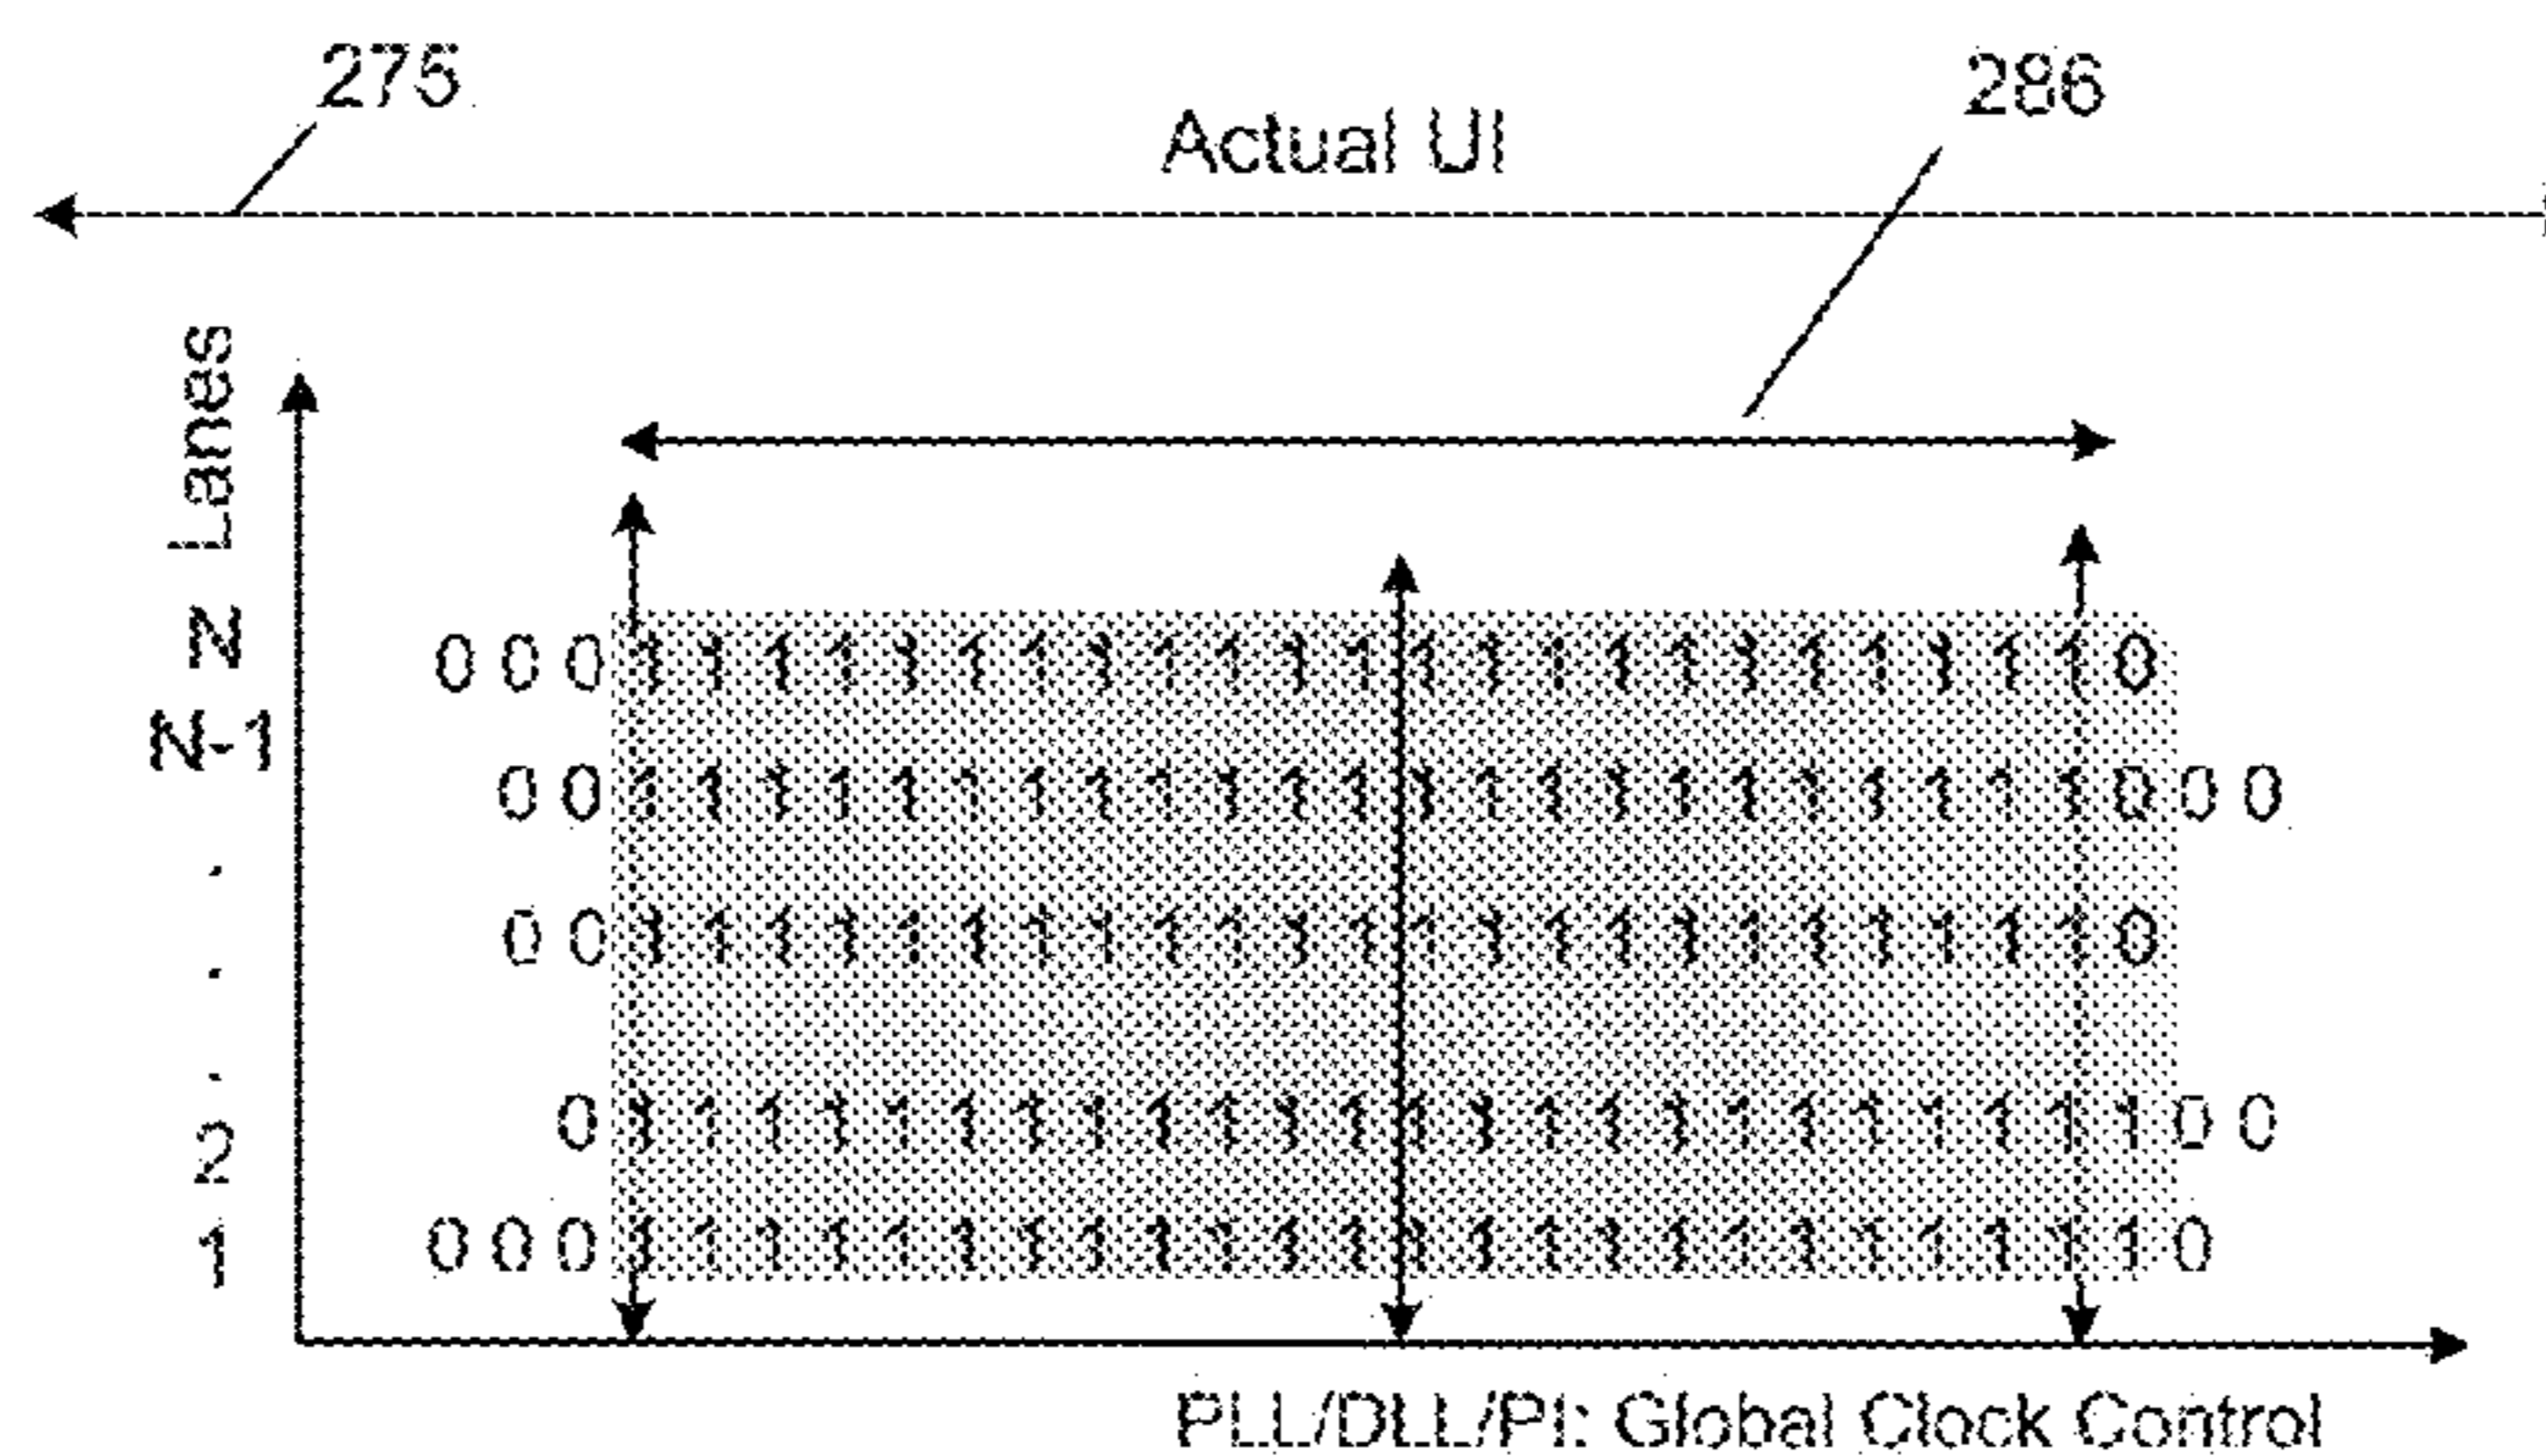 275
286
Actual UI
Lanes
N
0 0 0 1 1 1 1 1 1 1 1 1 1 1 1 1 1 1 1 1 1 1 1 1 1 1 0
N-1
0 0 1 1 1 1 1 1 1 1 1 1 1 1 1 1 1 1 1 1 1 1 1 1 1 0 0 0
.
0 0 1 1 1 1 1 1 1 1 1 1 1 1 1 1 1 1 1 1 1 1 1 1 1 0
.
.
2
0 1 1 1 1 1 1 1 1 1 1 1 1 1 1 1 1 1 1 1 1 1 1 1 1 0 0
1
0 0 0 1 1 1 1 1 1 1 1 1 1 1 1 1 1 1 1 1 1 1 1 1 1 1 1 0
PLL/DLL/PI: Global Clock Control